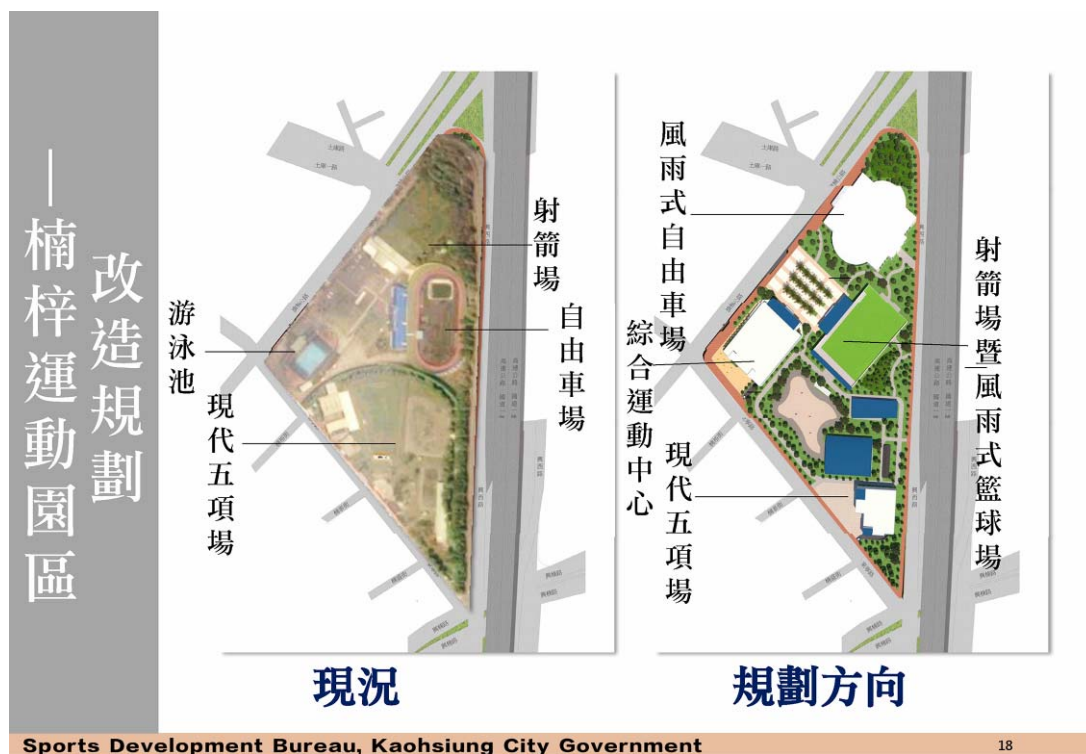 改造規劃
—楠梓運動園區
射箭場
自由車場
游泳池
現代五項場
現況
風雨式自由車場
綜合運動中心
射箭場暨風雨式籃球場
現代五項場
規劃方向
Sports Development Bureau, Kaohsiung City Government
18